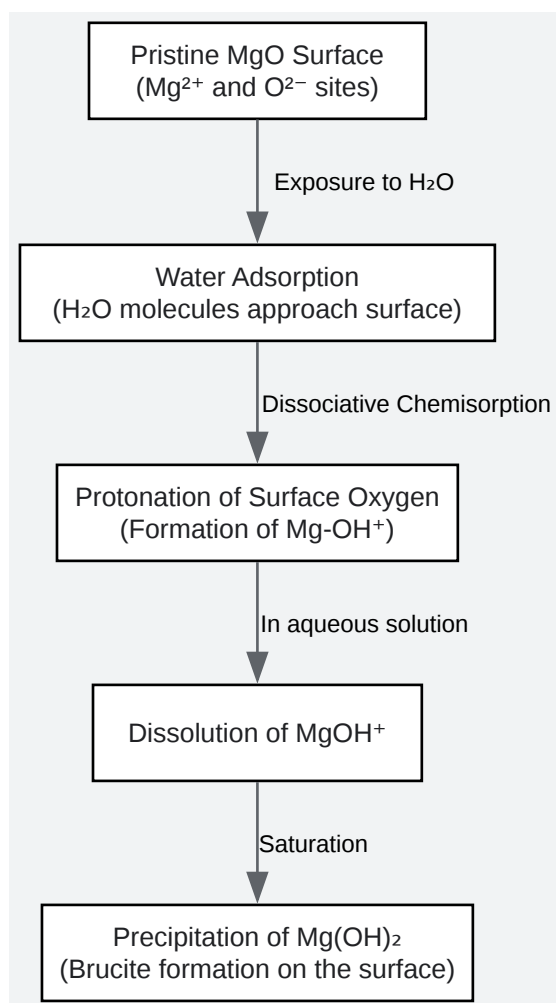 Pristine MgO Surface
(Mg²⁺ and O²⁻ sites)
Exposure to H₂O
Water Adsorption
(H₂O molecules approach surface)
Dissociative Chemisorption
Protonation of Surface Oxygen
(Formation of Mg-OH⁺)
In aqueous solution
Dissolution of MgOH⁺
Saturation
Precipitation of Mg(OH)₂
(Brucite formation on the surface)